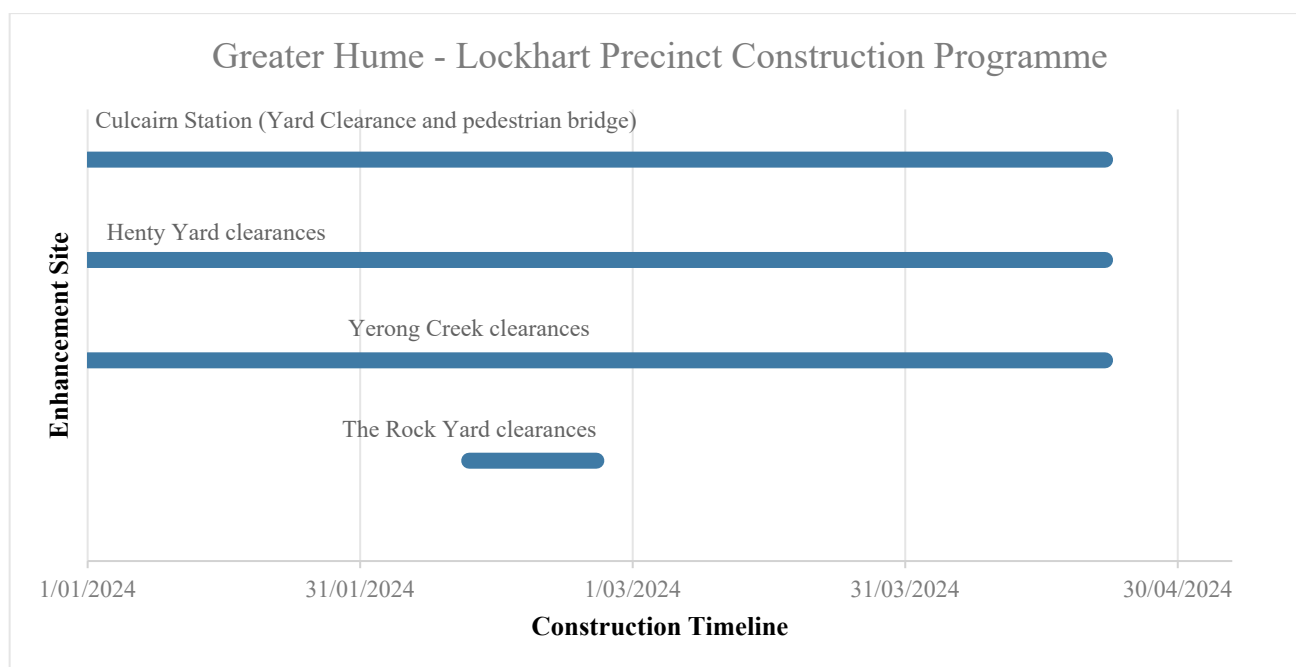 Greater Hume - Lockhart Precinct Construction Programme
Culcairn Station (Yard Clearance and pedestrian bridge)
Henty Yard clearances
Yerong Creek clearances
The Rock Yard clearances
Enhancement Site
1/01/2024 31/01/2024 1/03/2024 31/03/2024 30/04/2024
Construction Timeline